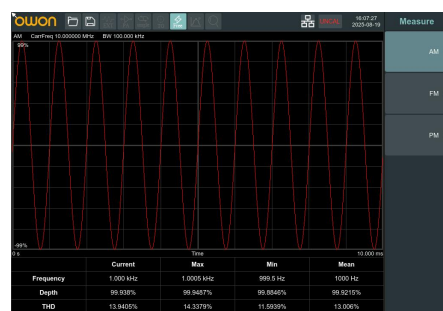 owon
16:07:27
UNCAL 2025-08-19 Measure
AM CarrFreq 10.000000 MHz BW 100.000 kHz
99%
AM
FM
PM
-99%
0 s Time 10.000 ms
Current Max Min Mean
Frequency 1.000 kHz 1.0005 kHz 999.5 Hz 1000 Hz
Depth 99.938% 99.9487% 99.8846% 99.9215%
THD 13.9405% 14.3379% 11.5939% 13.006%